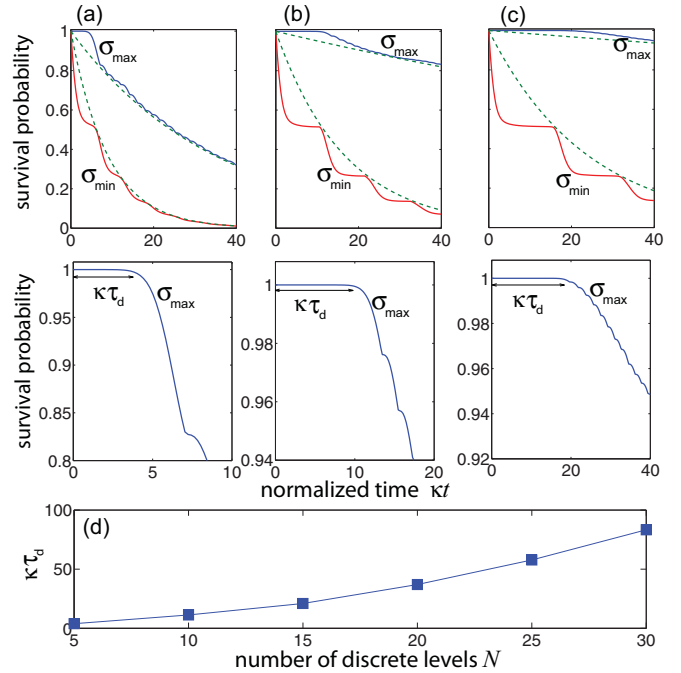 (a) (b) (c)
survival probability
1
0.8
0.6
0.4
0.2
0
σmax
σmin
0 20 40
σmax
σmin
0 20 40
σmax
σmin
0 20 40
survival probability
1
0.95
0.9
0.85
0.8
κτd
σmax
0 5 10
1
0.98
0.96
0.94
κτd
σmax
0 10 20
1
0.98
0.96
0.94
0.92
κτd
σmax
0 20 40
normalized time κt
(d)
κτd
100
50
0
5 10 15 20 25 30
number of discrete levels N